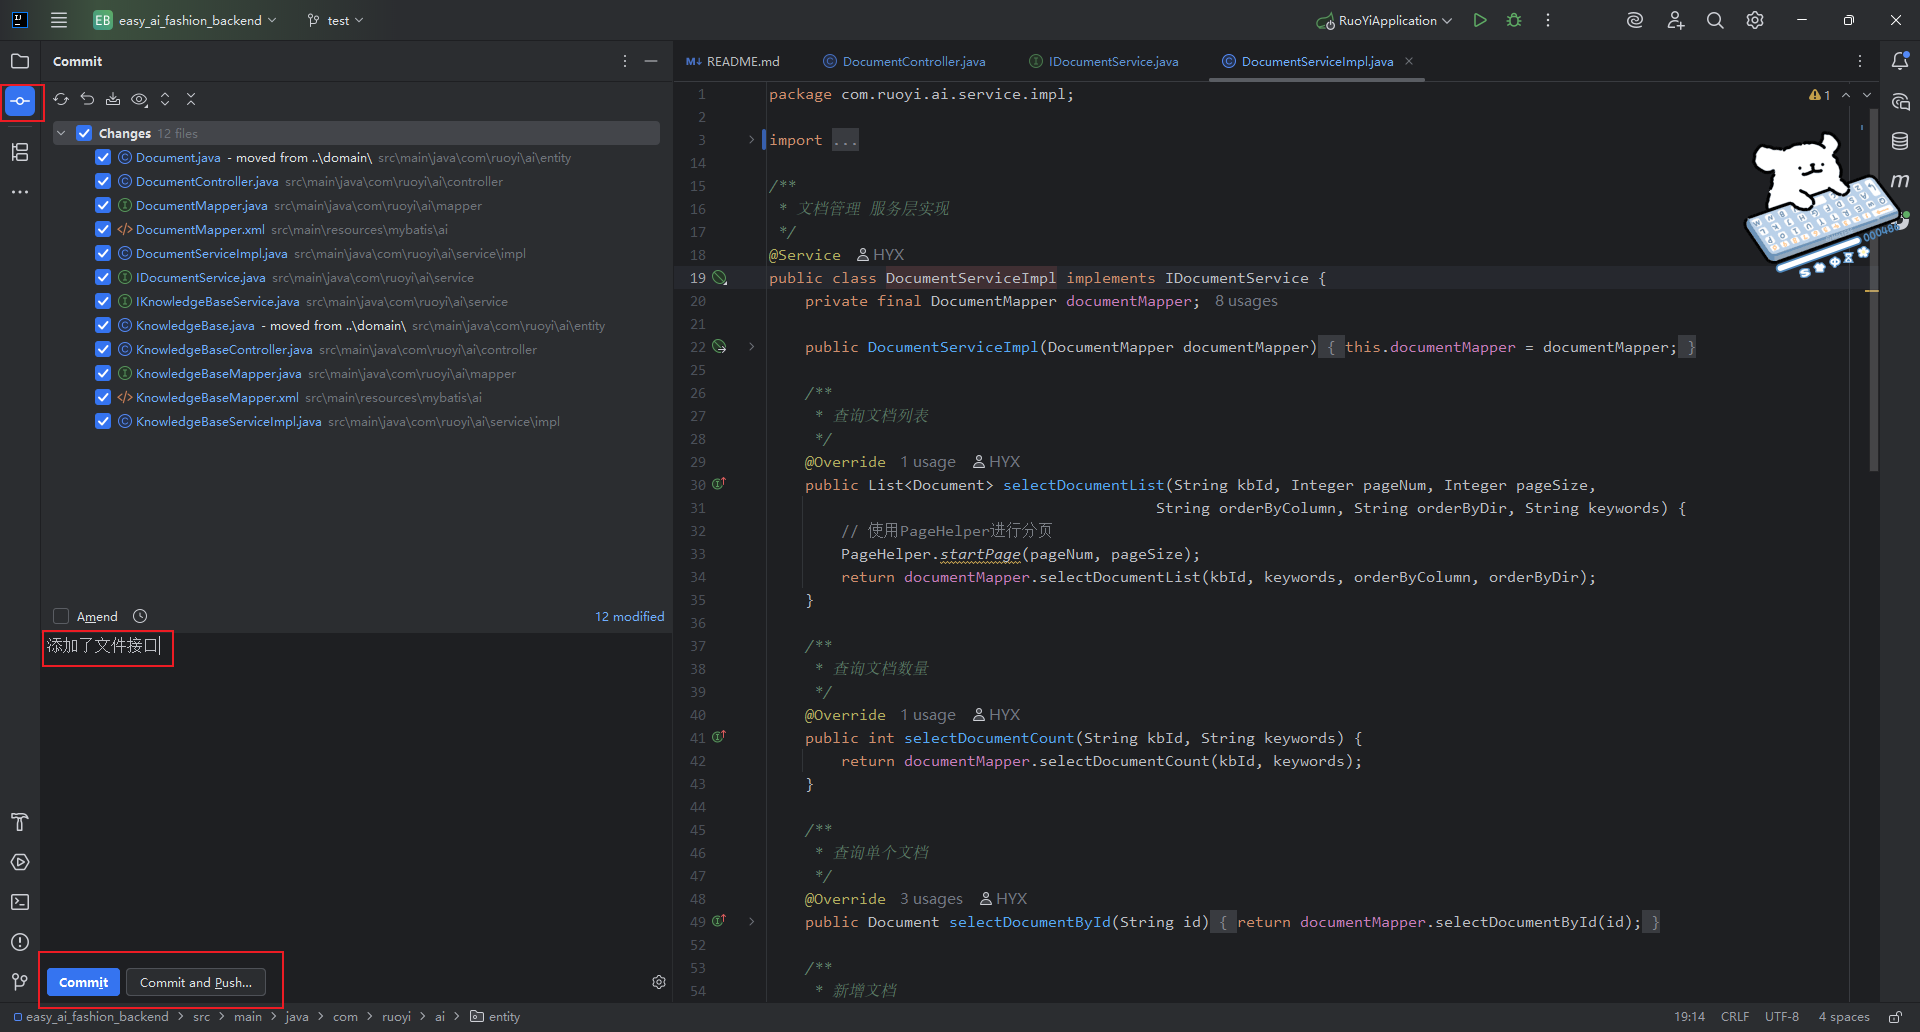 EB easy_ai_fashion_backend test RuoYiApplication
Commit
Changes 12 files
Document.java - moved from ..\domain\ src\main\java\com\ruoyi\ai\entity
DocumentController.java src\main\java\com\ruoyi\ai\controller
DocumentMapper.java src\main\java\com\ruoyi\ai\mapper
DocumentMapper.xml src\main\resources\mybatis\ai
DocumentServiceImpl.java src\main\java\com\ruoyi\ai\service\impl
IDocumentService.java src\main\java\com\ruoyi\ai\service
IKnowledgeBaseService.java src\main\java\com\ruoyi\ai\service
KnowledgeBase.java - moved from ..\domain\ src\main\java\com\ruoyi\ai\entity
KnowledgeBaseController.java src\main\java\com\ruoyi\ai\controller
KnowledgeBaseMapper.java src\main\java\com\ruoyi\ai\mapper
KnowledgeBaseMapper.xml src\main\resources\mybatis\ai
KnowledgeBaseServiceImpl.java src\main\java\com\ruoyi\ai\service\impl
Amend 12 modified
添加了文件接口
Commit Commit and Push...
README.md DocumentController.java IDocumentService.java DocumentServiceImpl.java
1 package com.ruoyi.ai.service.impl;
2
3 import ...
14
15 /**
16 * 文档管理 服务层实现
17 */
18 @Service HYX
19 public class DocumentServiceImpl implements IDocumentService {
20 private final DocumentMapper documentMapper; 8 usages
21
22 public DocumentServiceImpl(DocumentMapper documentMapper) { this.documentMapper = documentMapper; }
25
26 /**
27 * 查询文档列表
28 */
29 @Override 1 usage HYX
30 public List<Document> selectDocumentList(String kbId, Integer pageNum, Integer pageSize,
31 String orderByColumn, String orderByDir, String keywords) {
32 // 使用PageHelper进行分页
33 PageHelper.startPage(pageNum, pageSize);
34 return documentMapper.selectDocumentList(kbId, keywords, orderByColumn, orderByDir);
35 }
36
37 /**
38 * 查询文档数量
39 */
40 @Override 1 usage HYX
41 public int selectDocumentCount(String kbId, String keywords) {
42 return documentMapper.selectDocumentCount(kbId, keywords);
43 }
44
45 /**
46 * 查询单个文档
47 */
48 @Override 3 usages HYX
49 public Document selectDocumentById(String id) { return documentMapper.selectDocumentById(id); }
52
53 /**
54 * 新增文档
1
m
easy_ai_fashion_backend > src > main > java > com > ruoyi > ai > entity
19:14 CRLF UTF-8 4 spaces